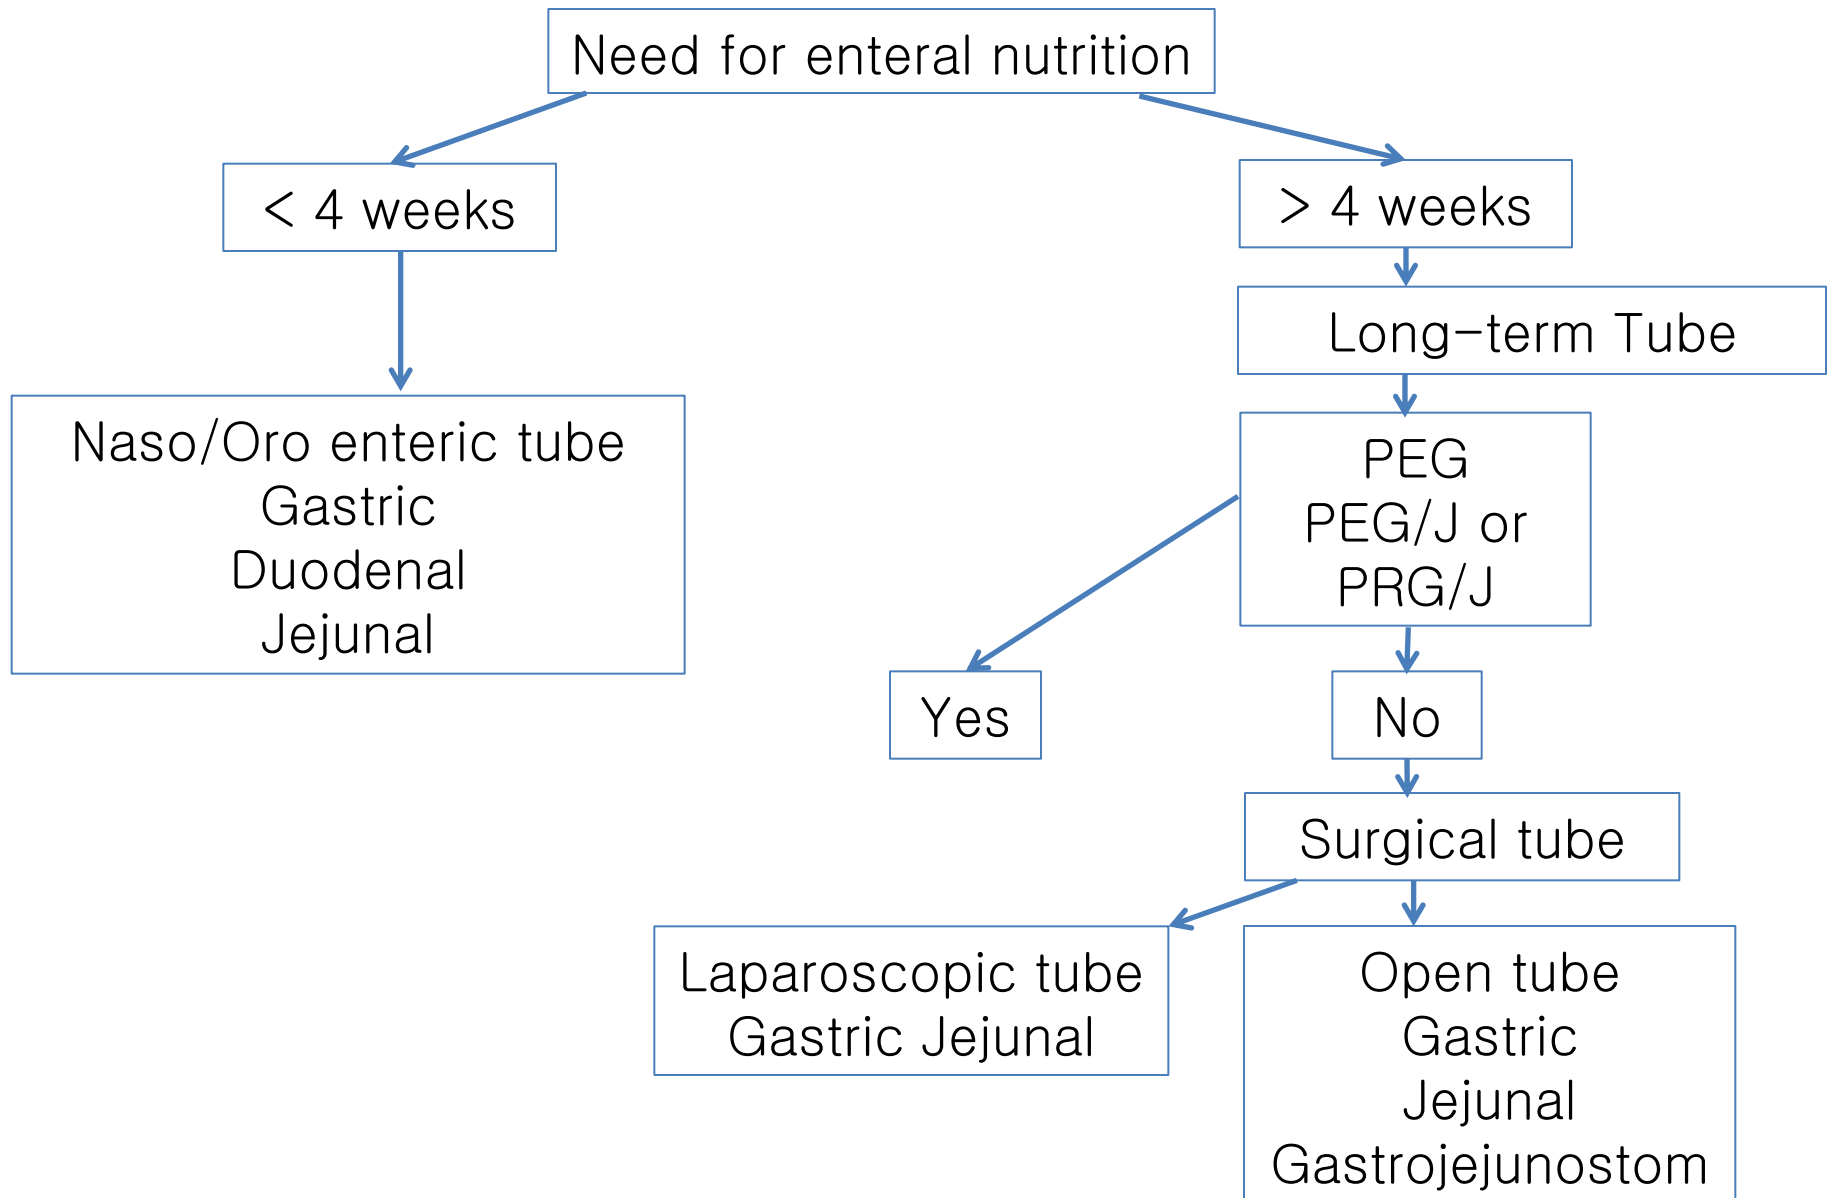 Need for enteral nutrition
< 4 weeks
> 4 weeks
Long-term Tube
Naso/Oro enteric tube
Gastric
Duodenal
Jejunal
PEG
PEG/J or
PRG/J
Yes
No
Surgical tube
Laparoscopic tube
Gastric Jejunal
Open tube
Gastric
Jejunal
Gastrojejunostom